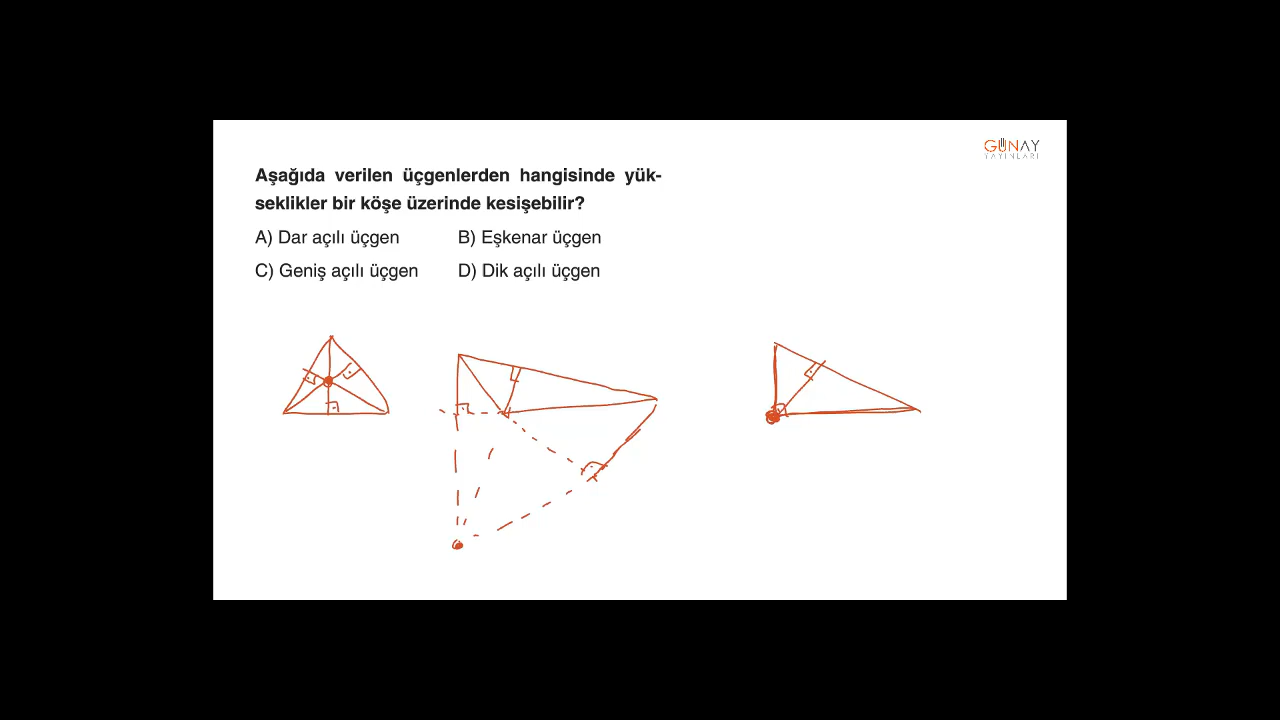 GÜNAY
YAYINLARI
Aşağıda verilen üçgenlerden hangisinde yük-
seklikler bir köşe üzerinde kesişebilir?
A) Dar açılı üçgen B) Eşkenar üçgen
C) Geniş açılı üçgen D) Dik açılı üçgen